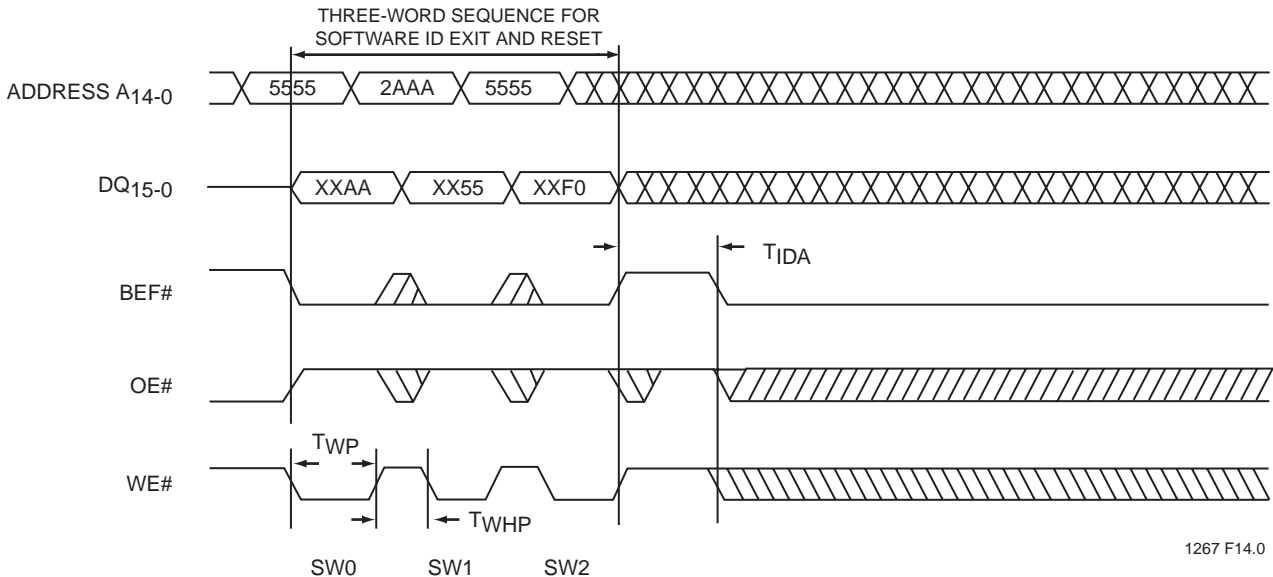 THREE-WORD SEQUENCE FOR
SOFTWARE ID EXIT AND RESET
ADDRESS A14-0
5555 2AAA 5555
DQ15-0
XXAA XX55 XXF0
TIDA
BEF#
OE#
TWP
WE#
TWHP
SW0 SW1 SW2
1267 F14.0